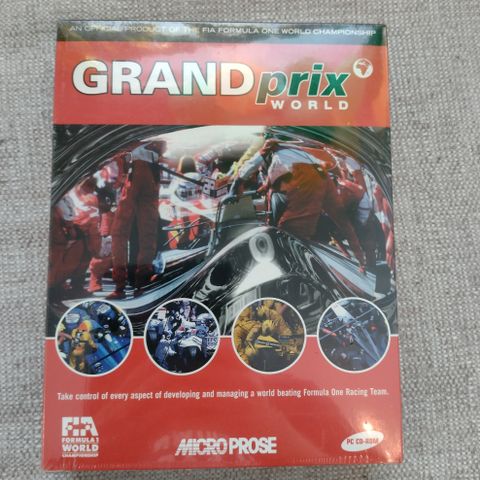 AN OFFICIAL PRODUCT OF THE FIA FORMULA ONE WORLD CHAMPIONSHIP
GRAND prix
WORLD
Take control of every aspect of developing and managing a world beating Formula One Racing Team.
FIA
FORMULA 1
WORLD
CHAMPIONSHIP
MICROPROSE
PC CD-ROM